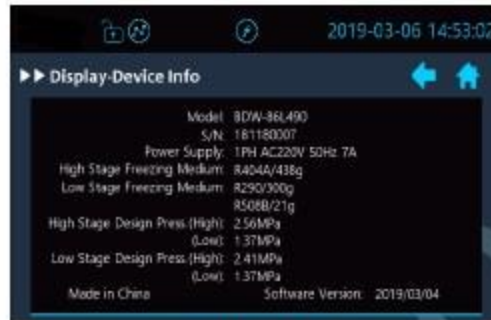 2019-03-06 14:53:02
Display-Device Info
Model: BDW-86L490
S/N: 181180007
Power Supply: 1PH AC220V 50Hz 7A
High Stage Freezing Medium: R404A/438g
Low Stage Freezing Medium: R290/300g
R508B/21g
High Stage Design Press.(High): 2.56MPa
(Low): 1.37MPa
Low Stage Design Press.(High): 2.41MPa
(Low): 1.37MPa
Made in China Software Version: 2019/03/04